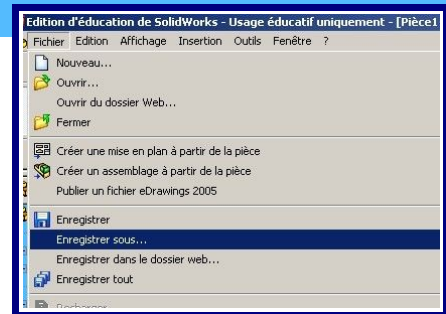 Edition d'éducation de SolidWorks - Usage éducatif uniquement - [Pièce1
Fichier Edition Affichage Insertion Outils Fenêtre ?
Nouveau...
Ouvrir...
Ouvrir du dossier Web...
Fermer
Créer une mise en plan à partir de la pièce
Créer un assemblage à partir de la pièce
Publier un fichier eDrawings 2005
Enregistrer
Enregistrer sous...
Enregistrer dans le dossier web...
Enregistrer tout